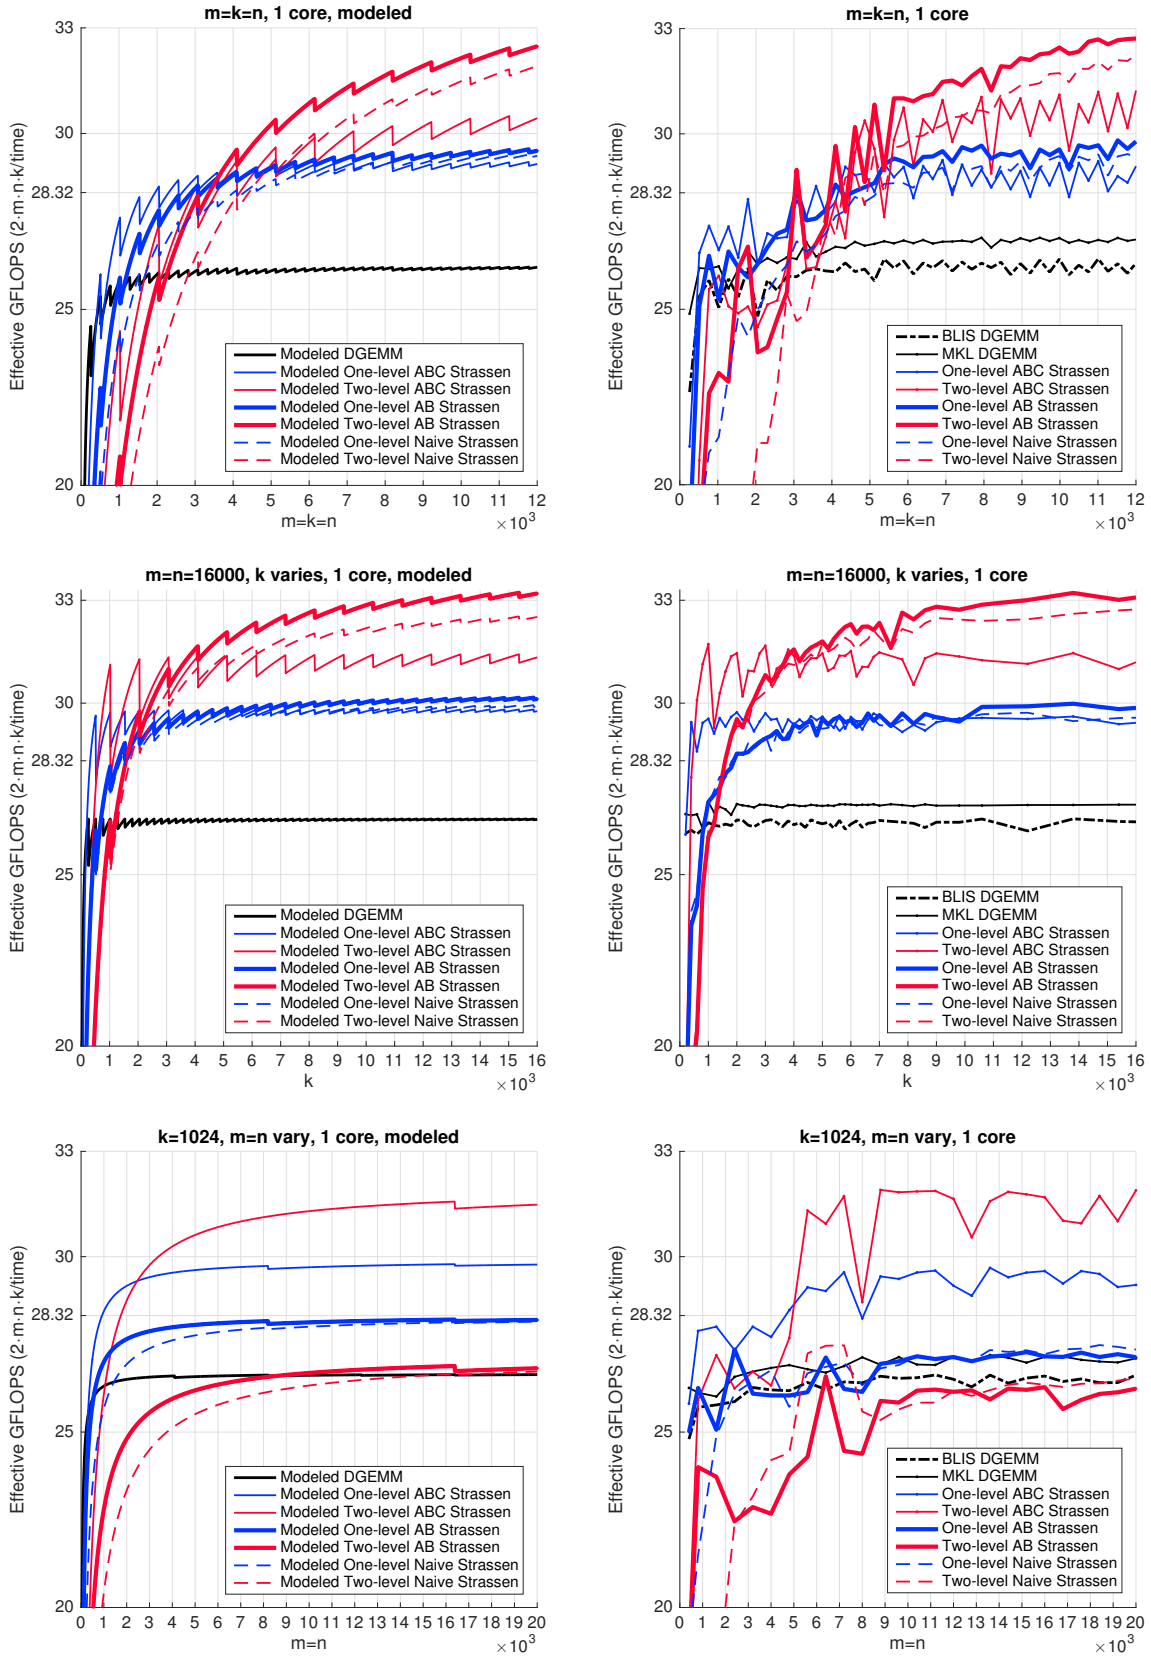 m=k=n, 1 core, modeled
Effective GFLOPS (2·m·n·k/time)
33
30
28.32
25
20
Modeled DGEMM
Modeled One-level ABC Strassen
Modeled Two-level ABC Strassen
Modeled One-level AB Strassen
Modeled Two-level AB Strassen
Modeled One-level Naive Strassen
Modeled Two-level Naive Strassen
0 1 2 3 4 5 6 7 8 9 10 11 12
m=k=n
×10³
m=k=n, 1 core
Effective GFLOPS (2·m·n·k/time)
33
30
28.32
25
20
BLIS DGEMM
MKL DGEMM
One-level ABC Strassen
Two-level ABC Strassen
One-level AB Strassen
Two-level AB Strassen
One-level Naive Strassen
Two-level Naive Strassen
0 1 2 3 4 5 6 7 8 9 10 11 12
m=k=n
×10³
m=n=16000, k varies, 1 core, modeled
Effective GFLOPS (2·m·n·k/time)
33
30
28.32
25
20
Modeled DGEMM
Modeled One-level ABC Strassen
Modeled Two-level ABC Strassen
Modeled One-level AB Strassen
Modeled Two-level AB Strassen
Modeled One-level Naive Strassen
Modeled Two-level Naive Strassen
0 1 2 3 4 5 6 7 8 9 10 11 12 13 14 15 16
k
×10³
m=n=16000, k varies, 1 core
Effective GFLOPS (2·m·n·k/time)
33
30
28.32
25
20
BLIS DGEMM
MKL DGEMM
One-level ABC Strassen
Two-level ABC Strassen
One-level AB Strassen
Two-level AB Strassen
One-level Naive Strassen
Two-level Naive Strassen
0 1 2 3 4 5 6 7 8 9 10 11 12 13 14 15 16
k
×10³
k=1024, m=n vary, 1 core, modeled
Effective GFLOPS (2·m·n·k/time)
33
30
28.32
25
20
Modeled DGEMM
Modeled One-level ABC Strassen
Modeled Two-level ABC Strassen
Modeled One-level AB Strassen
Modeled Two-level AB Strassen
Modeled One-level Naive Strassen
Modeled Two-level Naive Strassen
0 1 2 3 4 5 6 7 8 9 10 11 12 13 14 15 16 17 18 19 20
m=n
×10³
k=1024, m=n vary, 1 core
Effective GFLOPS (2·m·n·k/time)
33
30
28.32
25
20
BLIS DGEMM
MKL DGEMM
One-level ABC Strassen
Two-level ABC Strassen
One-level AB Strassen
Two-level AB Strassen
One-level Naive Strassen
Two-level Naive Strassen
0 1 2 3 4 5 6 7 8 9 10 11 12 13 14 15 16 17 18 19 20
m=n
×10³